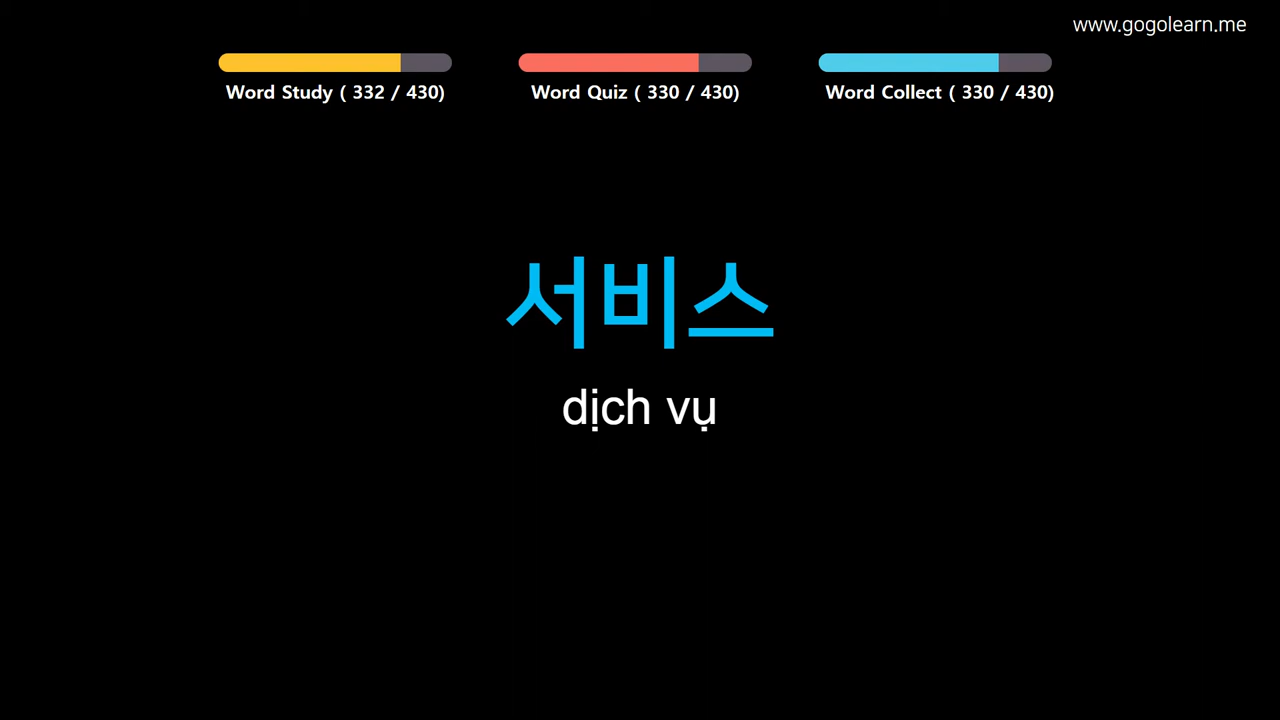 www.gogolearn.me
Word Study ( 332 / 430)
Word Quiz ( 330 / 430)
Word Collect ( 330 / 430)
서비스
dịch vụ